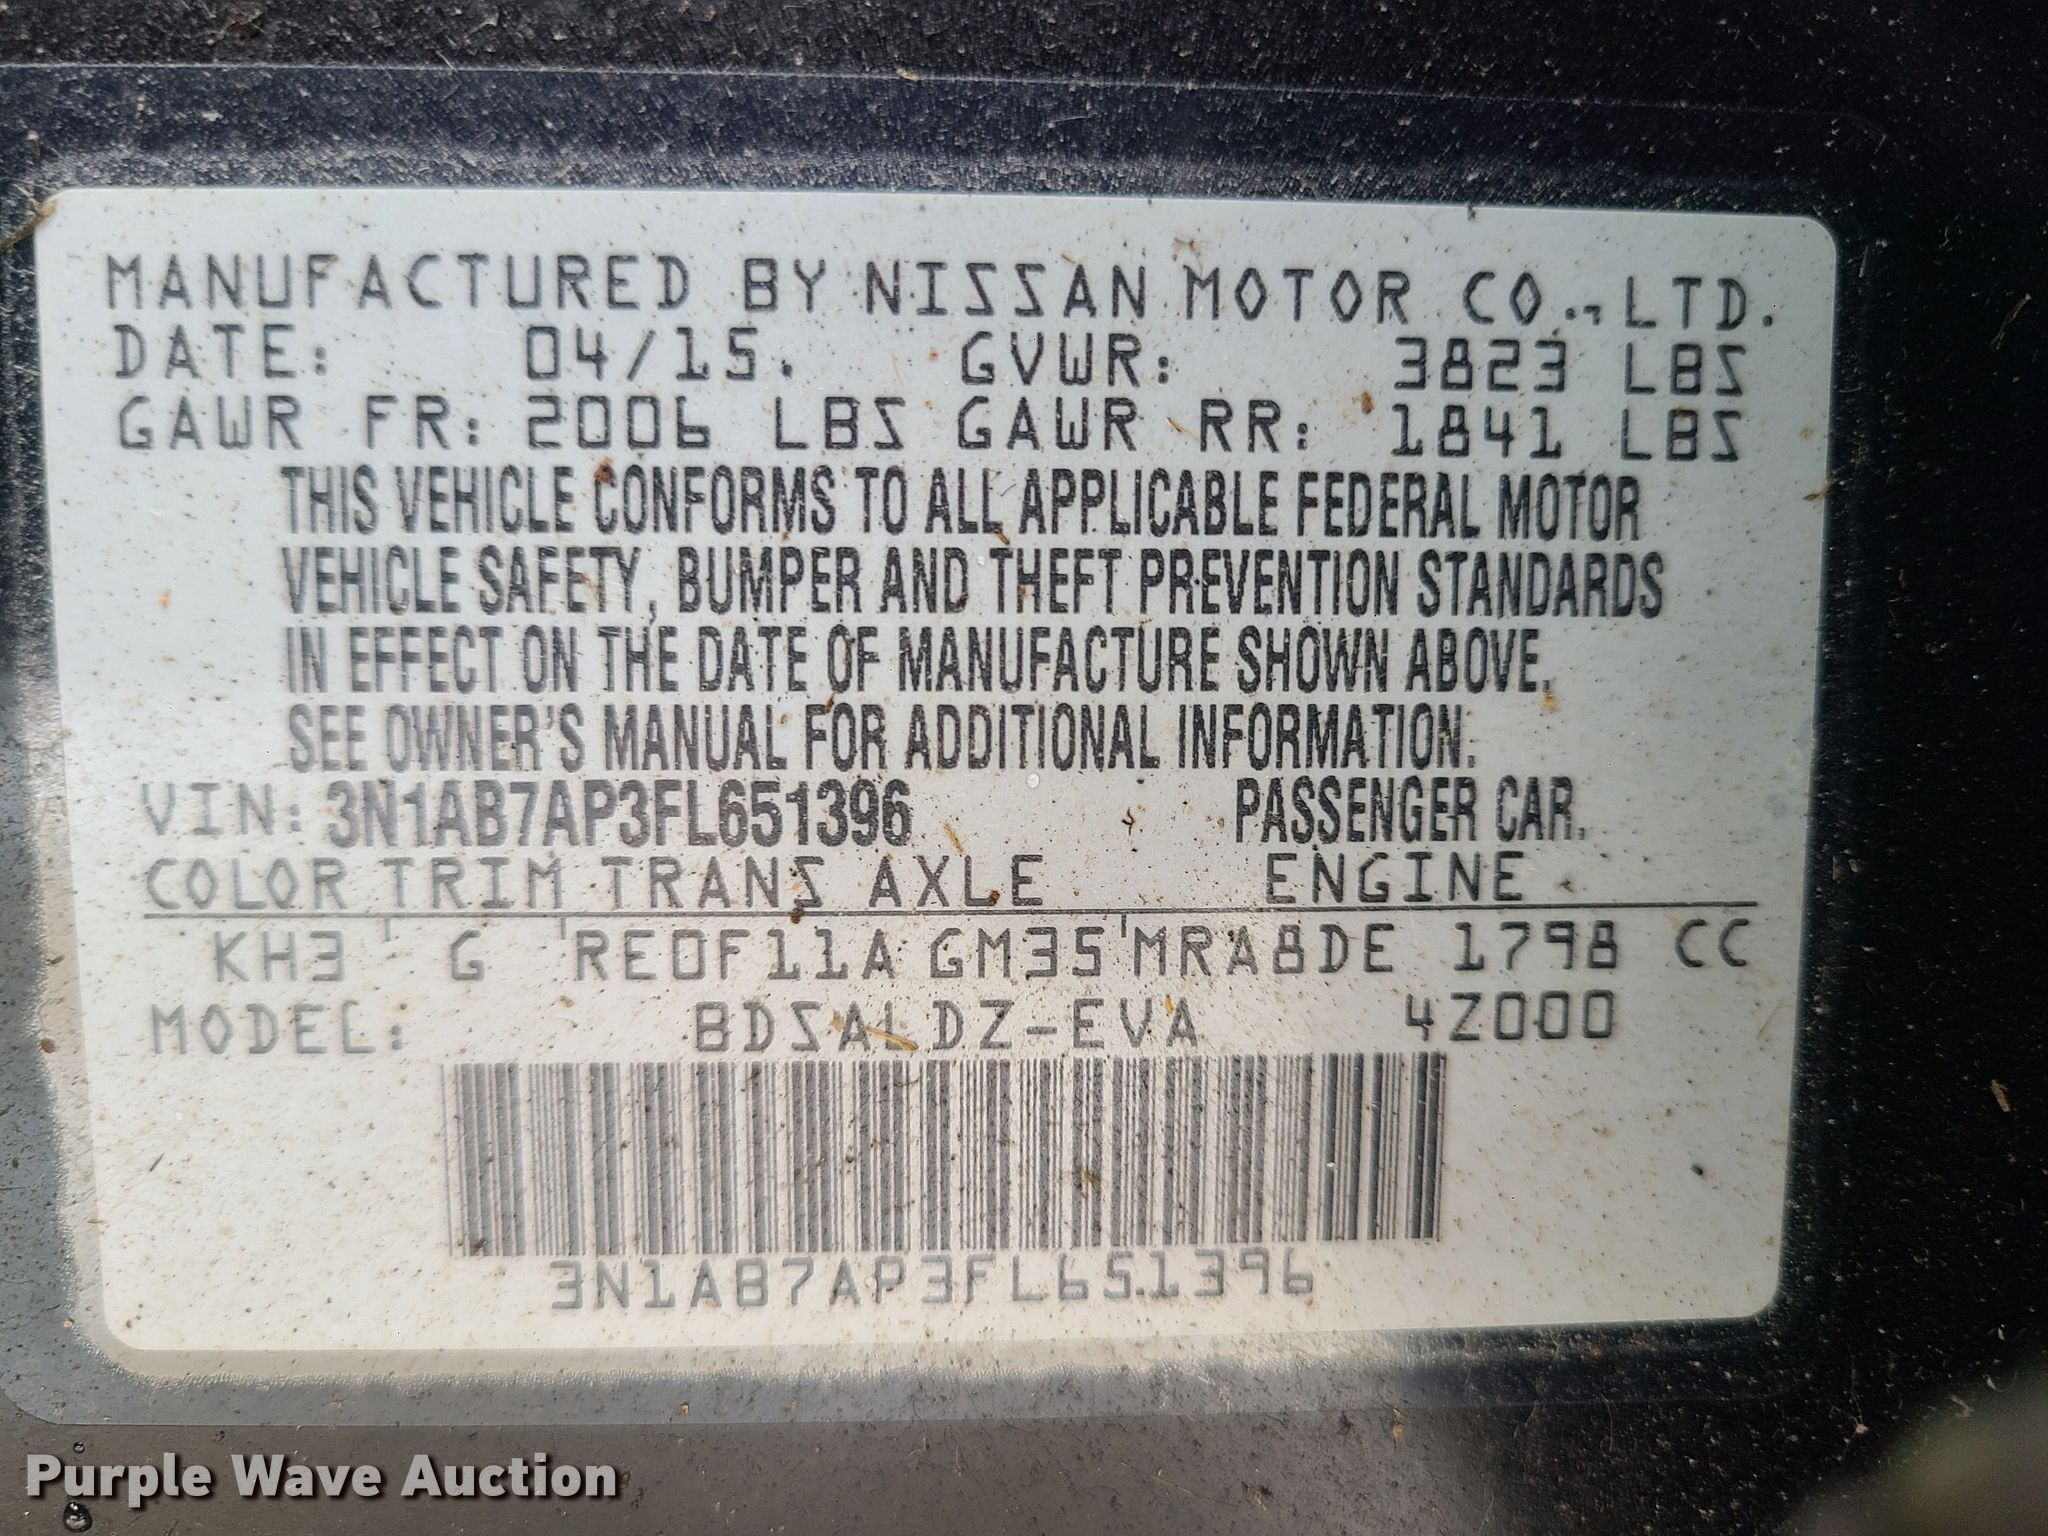 MANUFACTURED BY NISSAN MOTOR CO., LTD.
DATE: 04/15. GVWR: 3823 LBS
GAWR FR: 2006 LBS GAWR RR: 1841 LBS
THIS VEHICLE CONFORMS TO ALL APPLICABLE FEDERAL MOTOR
VEHICLE SAFETY, BUMPER AND THEFT PREVENTION STANDARDS
IN EFFECT ON THE DATE OF MANUFACTURE SHOWN ABOVE.
SEE OWNER'S MANUAL FOR ADDITIONAL INFORMATION.
VIN: 3N1AB7AP3FL651396 PASSENGER CAR.
COLOR TRIM TRANS AXLE ENGINE
KH3 G RE0F11A GM35 MRA8DE 1798 CC
MODEL: BDSALDZ-EVA 4Z000
3N1AB7AP3FL651396
Purple Wave Auction